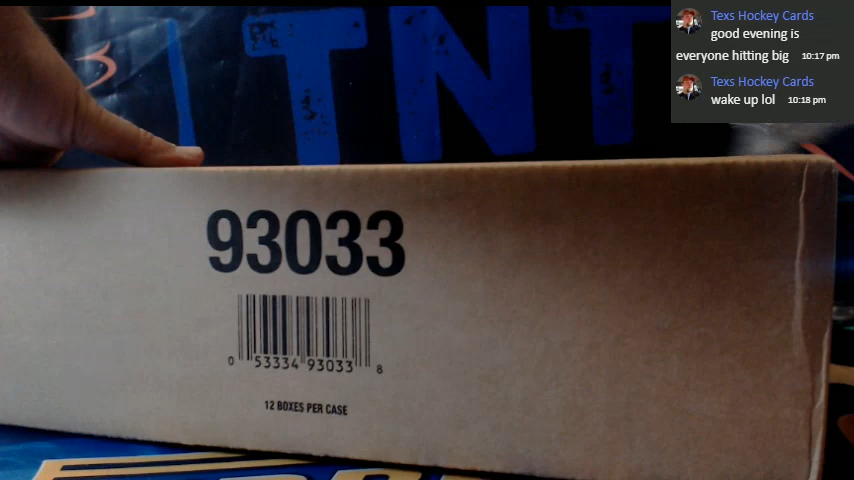 Texs Hockey Cards
good evening is
everyone hitting big 10:17 pm
Texs Hockey Cards
wake up lol 10:18 pm
TNT
93033
0 53334 93033 8
12 BOXES PER CASE